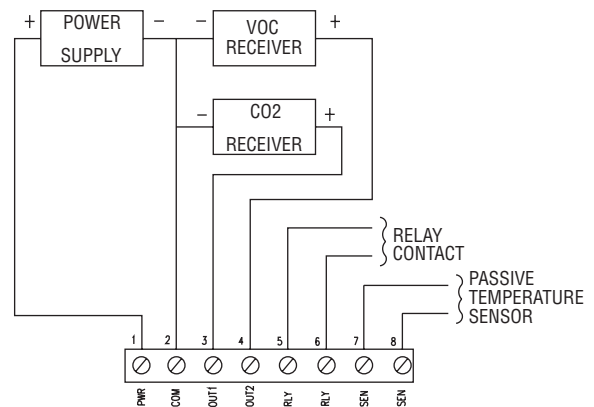 + POWER SUPPLY - - VOC RECEIVER +
- CO2 RECEIVER +
RELAY
CONTACT
PASSIVE
TEMPERATURE
SENSOR
1 2 3 4 5 6 7 8
PWR COM OUT1 OUT2 RLY RLY SEN SEN